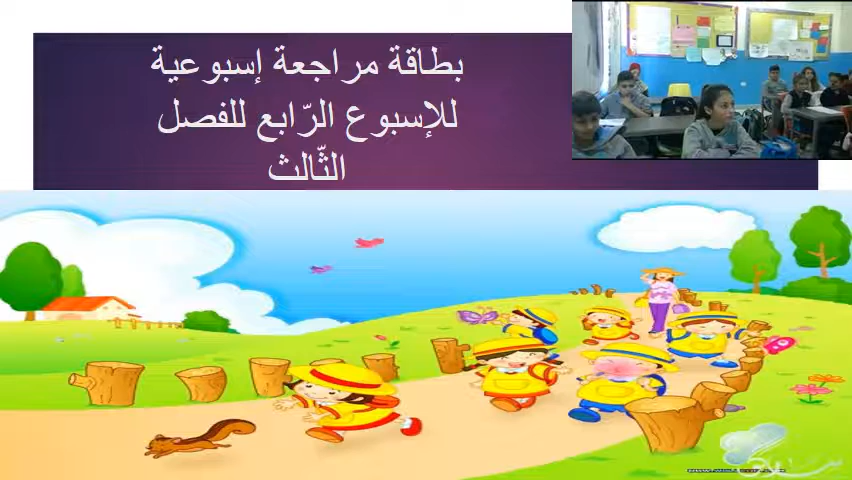 بطاقة مراجعة إسبوعية
للإسبوع الرّابع للفصل
الثّالث